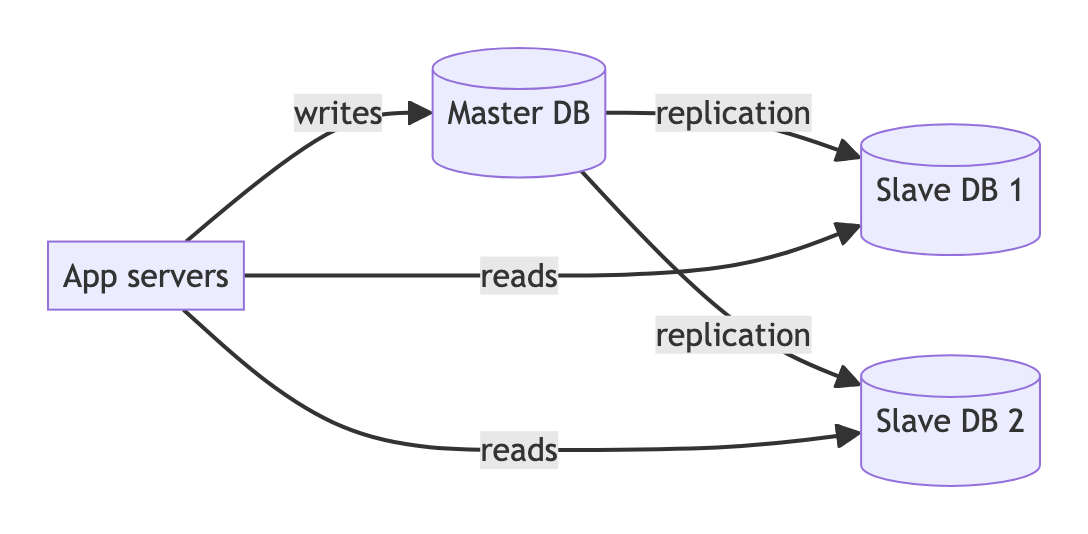 writes
Master DB
replication
Slave DB 1
App servers
reads
replication
Slave DB 2
reads